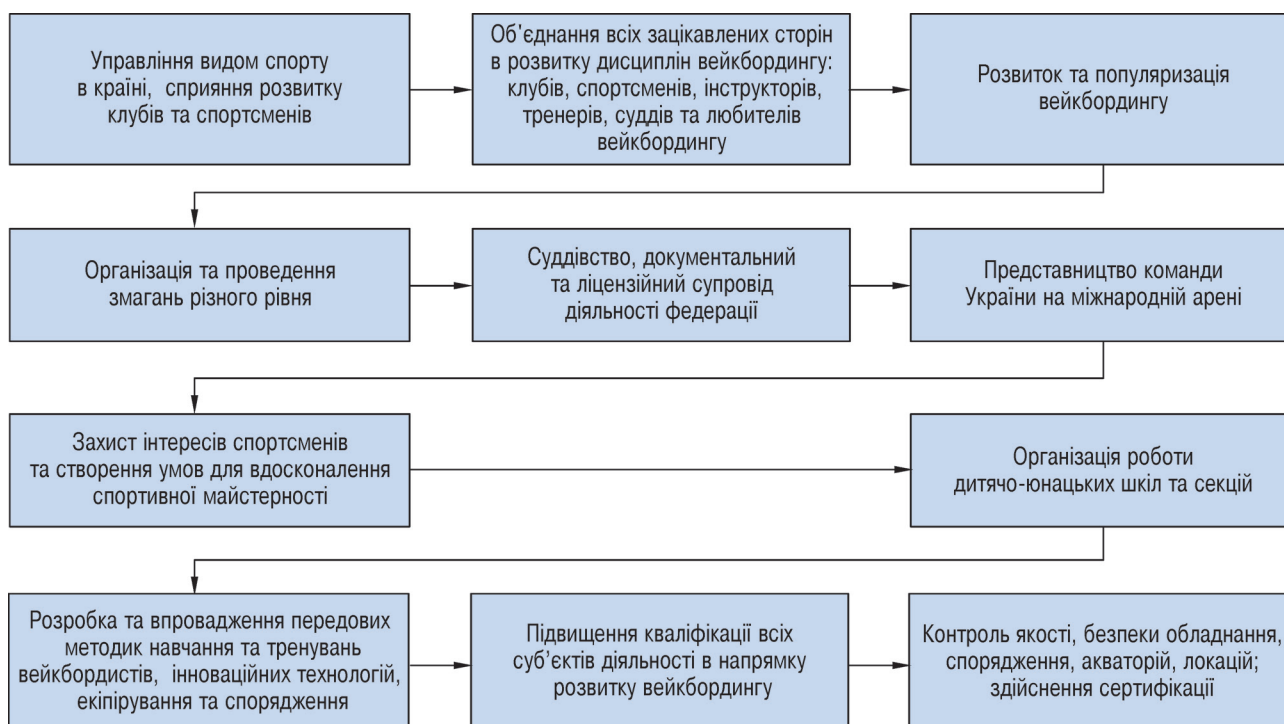 Управління видом спорту
в країні, сприяння розвитку
клубів та спортсменів
Об'єднання всіх зацікавлених сторін
в розвитку дисциплін вейкбордингу:
клубів, спортсменів, інструкторів,
тренерів, суддів та любителів
вейкбордингу
Розвиток та популяризація
вейкбордингу
Організація та проведення
змагань різного рівня
Суддівство, документальний
та ліцензійний супровід
діяльності федерації
Представництво команди
України на міжнародній арені
Захист інтересів спортсменів
та створення умов для вдосконалення
спортивної майстерності
Організація роботи
дитячо-юнацьких шкіл та секцій
Розробка та впровадження передових
методик навчання та тренувань
вейкбордистів, інноваційних технологій,
екіпірування та спорядження
Підвищення кваліфікації всіх
суб'єктів діяльності в напрямку
розвитку вейкбордингу
Контроль якості, безпеки обладнання,
спорядження, акваторій, локацій;
здійснення сертифікації